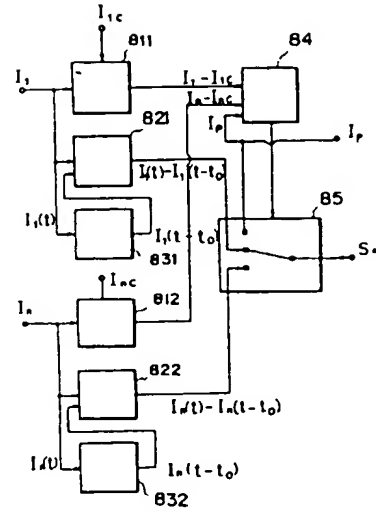 I₁c
811
84
I₁
I₁-I₁c
Iₙ-Iₙc
821
Iₚ
Iₚ
I(t)-I₁(t-t₀)
85
I₁(t)
I₁(t-t₀)
831
Iₙc
Iₙ
812
822
Iₙ(t)-Iₙ(t-t₀)
Iₙ(t)
Iₙ(t-t₀)
832